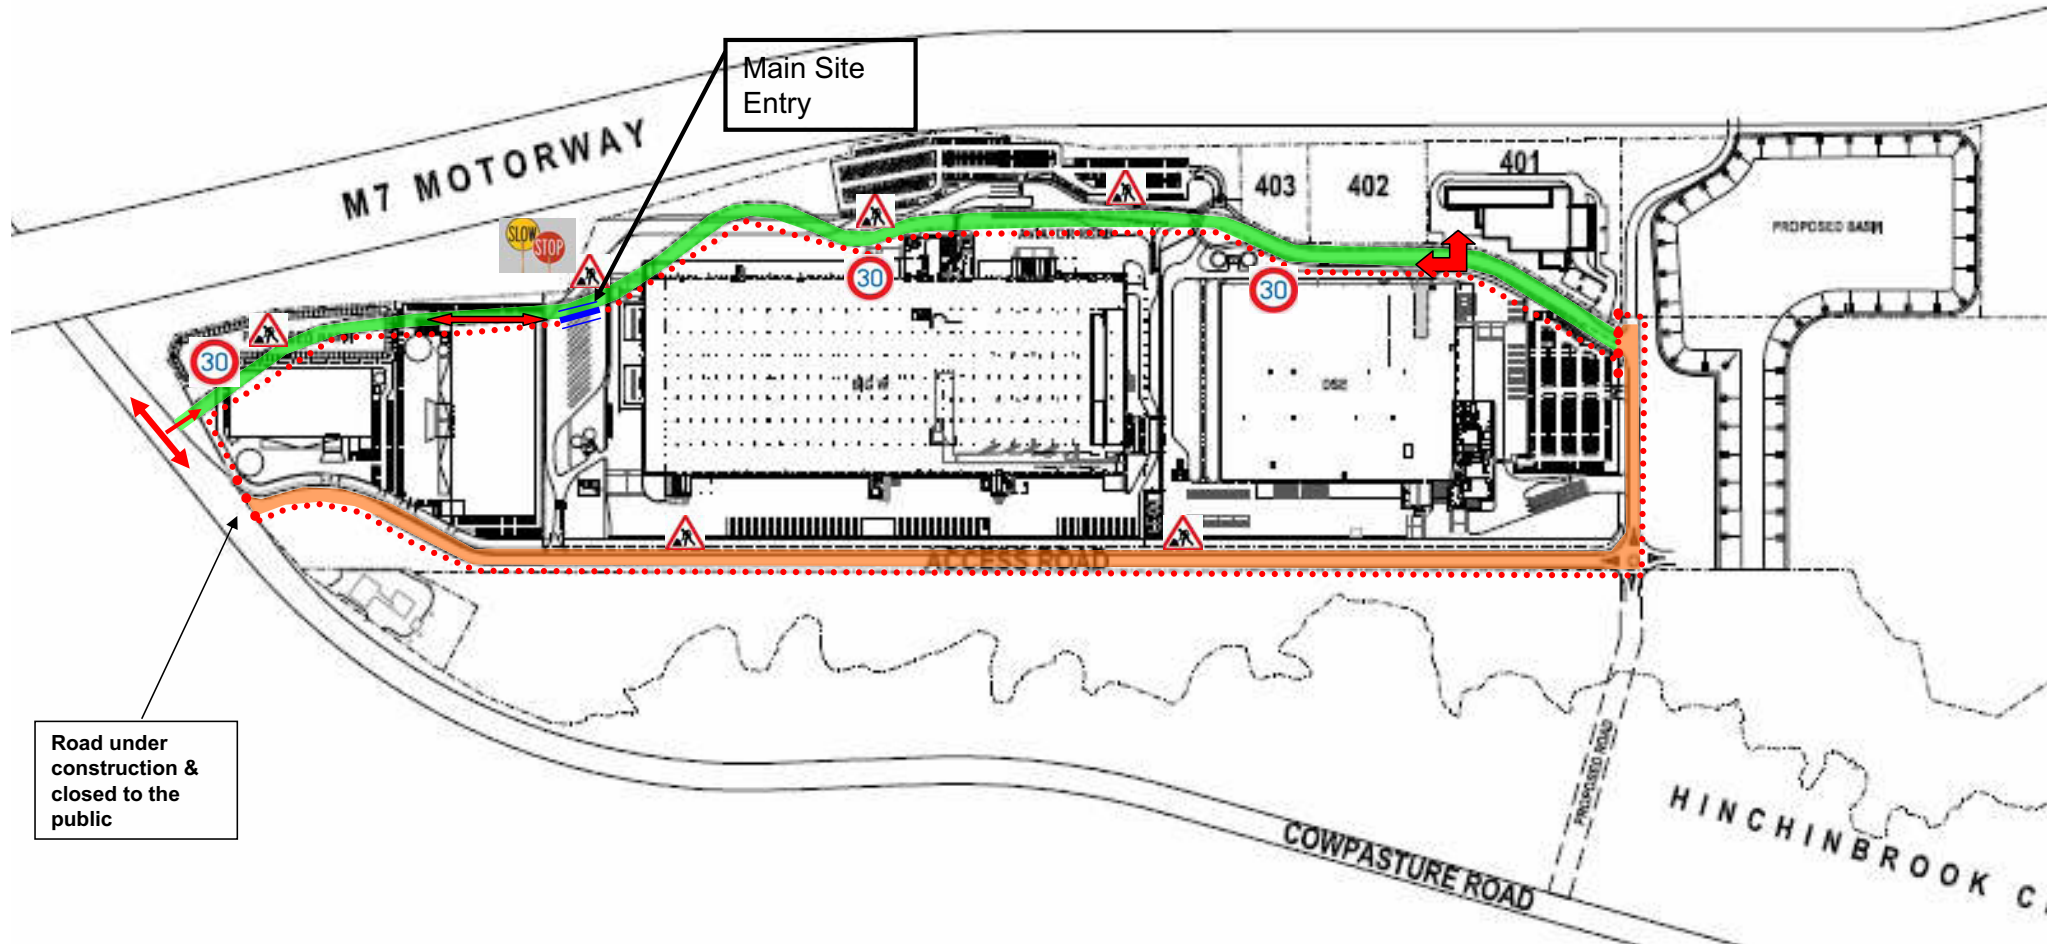 Main Site
Entry
M7 MOTORWAY
401
403
402
PROPOSED BASIN
SLOW
STOP
30
30
30
ACCESS ROAD
Road under
construction &
closed to the
public
PROPOSED ROAD
COWPASTURE ROAD
HINCHINBROOK C